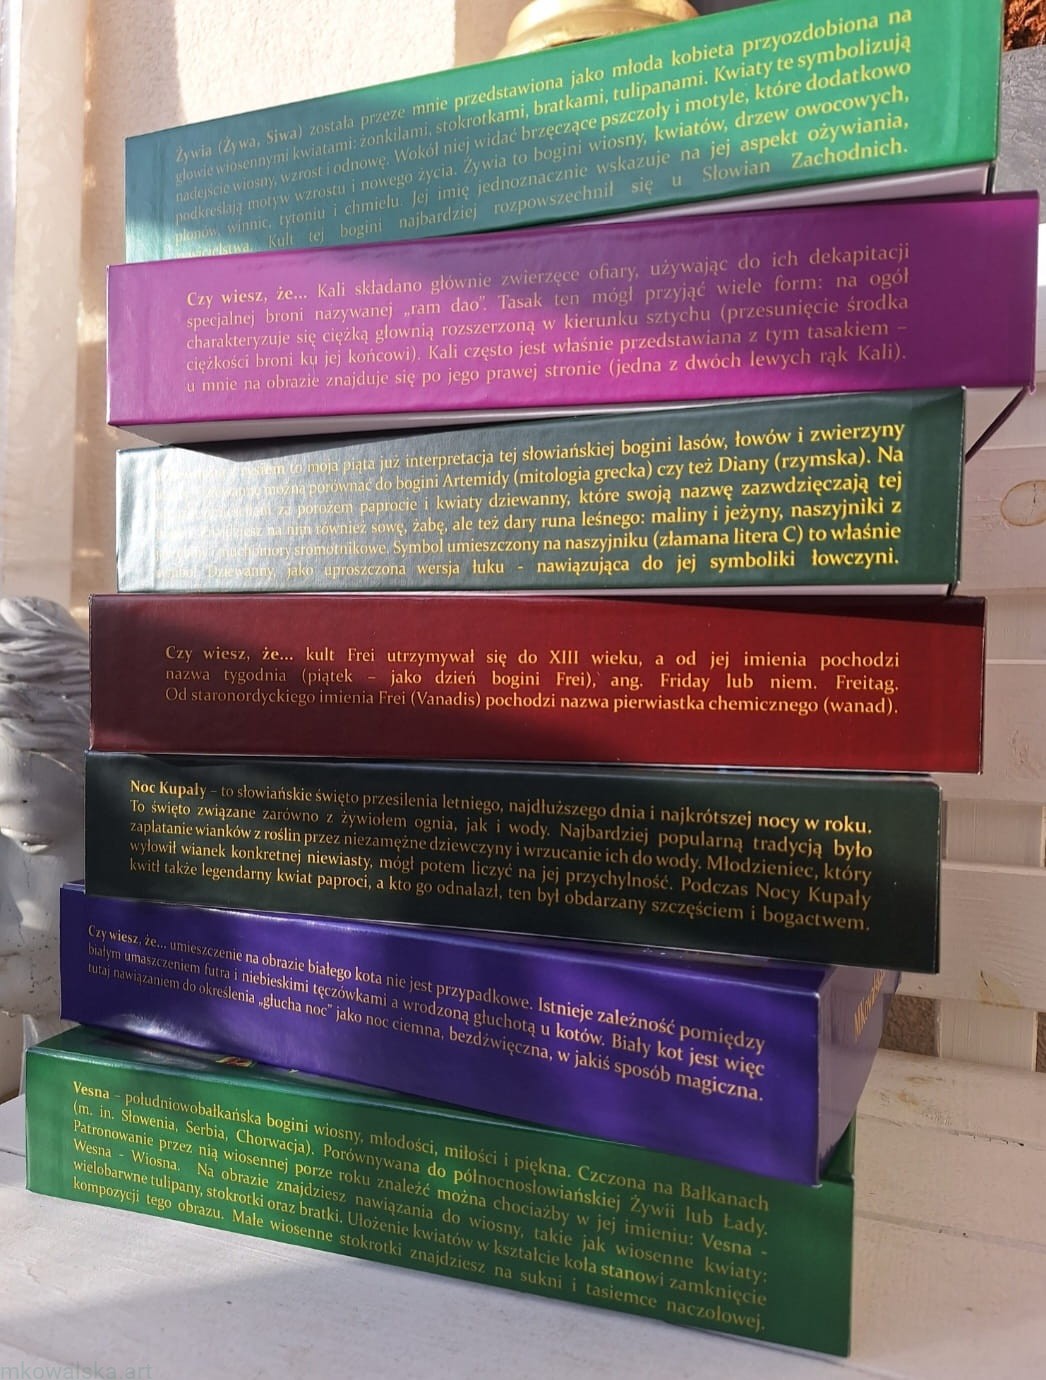 Żywia (Żywa, Siwa) została przeze mnie przedstawiona jako młoda kobieta przyozdobiona na
głowie wiosennymi kwiatami: żonkilami, stokrotkami, bratkami, tulipanami. Kwiaty te symbolizują
nadejście wiosny, wzrost i odnowę. Wokół niej widać brzęczące pszczoły i motyle, które dodatkowo
podkreślają motyw wzrostu i nowego życia. Żywia to bogini wiosny, kwiatów, drzew owocowych,
plonów, winnic, tytoniu i chmielu. Jej imię jednoznacznie wskazuje na jej aspekt ożywiania,
Kult tej bogini najbardziej rozpowszechnił się u Słowian Zachodnich.
Czy wiesz, że... Kali składano głównie zwierzęce ofiary, używając do ich dekapitacji
specjalnej broni nazywanej „ram dao”. Tasak ten mógł przyjąć wiele form: na ogół
charakteryzuje się ciężką głownią rozszerzoną w kierunku sztychu (przesunięcie środka
ciężkości broni ku jej końcowi). Kali często jest właśnie przedstawiana z tym tasakiem –
u mnie na obrazie znajduje się po jego prawej stronie (jedna z dwóch lewych rąk Kali).
to moja piąta już interpretacja tej słowiańskiej bogini lasów, łowów i zwierzyny
można porównać do bogini Artemidy (mitologia grecka) czy też Diany (rzymska). Na
za porożem paprocie i kwiaty dziewanny, które swoją nazwę zazwdzięczają tej
na nim również sowę, żabę, ale też dary runa leśnego: maliny i jeżyny, naszyjniki z
muchomory sromotnikowe. Symbol umieszczony na naszyjniku (złamana litera C) to właśnie
Dziewanny, jako uproszczona wersja łuku - nawiązująca do jej symboliki łowczyni.
Czy wiesz, że... kult Frei utrzymywał się do XIII wieku, a od jej imienia pochodzi
nazwa tygodnia (piątek – jako dzień bogini Frei), ang. Friday lub niem. Freitag.
Od staronordyckiego imienia Frei (Vanadis) pochodzi nazwa pierwiastka chemicznego (wanad).
Noc Kupały – to słowiańskie święto przesilenia letniego, najdłuższego dnia i najkrótszej nocy w roku.
To święto związane zarówno z żywiołem ognia, jak i wody. Najbardziej popularną tradycją było
zaplatanie wianków z roślin przez niezamężne dziewczyny i wrzucanie ich do wody. Młodzieniec, który
wyłowił wianek konkretnej niewiasty, mógł potem liczyć na jej przychylność. Podczas Nocy Kupały
kwitł także legendarny kwiat paproci, a kto go odnalazł, ten był obdarzany szczęściem i bogactwem.
Czy wiesz, że... umieszczenie na obrazie białego kota nie jest przypadkowe. Istnieje zależność pomiędzy
białym umaszczeniem futra i niebieskimi tęczówkami a wrodzoną głuchotą u kotów. Biały kot jest więc
tutaj nawiązaniem do określenia „głucha noc” jako noc ciemna, bezdźwięczna, w jakiś sposób magiczna.
Vesna – południowobałkańska bogini wiosny, młodości, miłości i piękna. Czczona na Bałkanach
(m. in. Słowenia, Serbia, Chorwacja). Porównywana do północnosłowiańskiej Żywii lub Łady.
Patronowanie przez nią wiosennej porze roku znaleźć można chociażby w jej imieniu: Vesna -
Wesna - Wiosna. Na obrazie znajdziesz nawiązania do wiosny, takie jak wiosenne kwiaty:
wielobarwne tulipany, stokrotki oraz bratki. Ułożenie kwiatów w kształcie koła stanowi zamknięcie
kompozycji tego obrazu. Małe wiosenne stokrotki znajdziesz na sukni i tasiemce naczołowej.
mkowalska.art